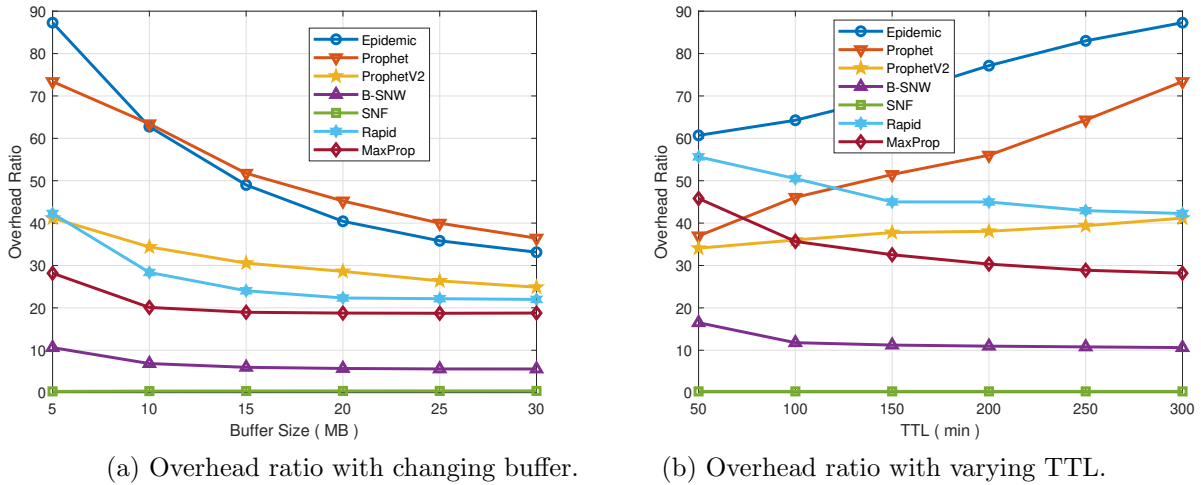 90
80
70
60
50
40
30
20
10
0
Overhead Ratio
Epidemic
Prophet
ProphetV2
B-SNW
SNF
Rapid
MaxProp
5 10 15 20 25 30
Buffer Size ( MB )
(a) Overhead ratio with changing buffer.
90
80
70
60
50
40
30
20
10
0
Overhead Ratio
Epidemic
Prophet
ProphetV2
B-SNW
SNF
Rapid
MaxProp
50 100 150 200 250 300
TTL ( min )
(b) Overhead ratio with varying TTL.